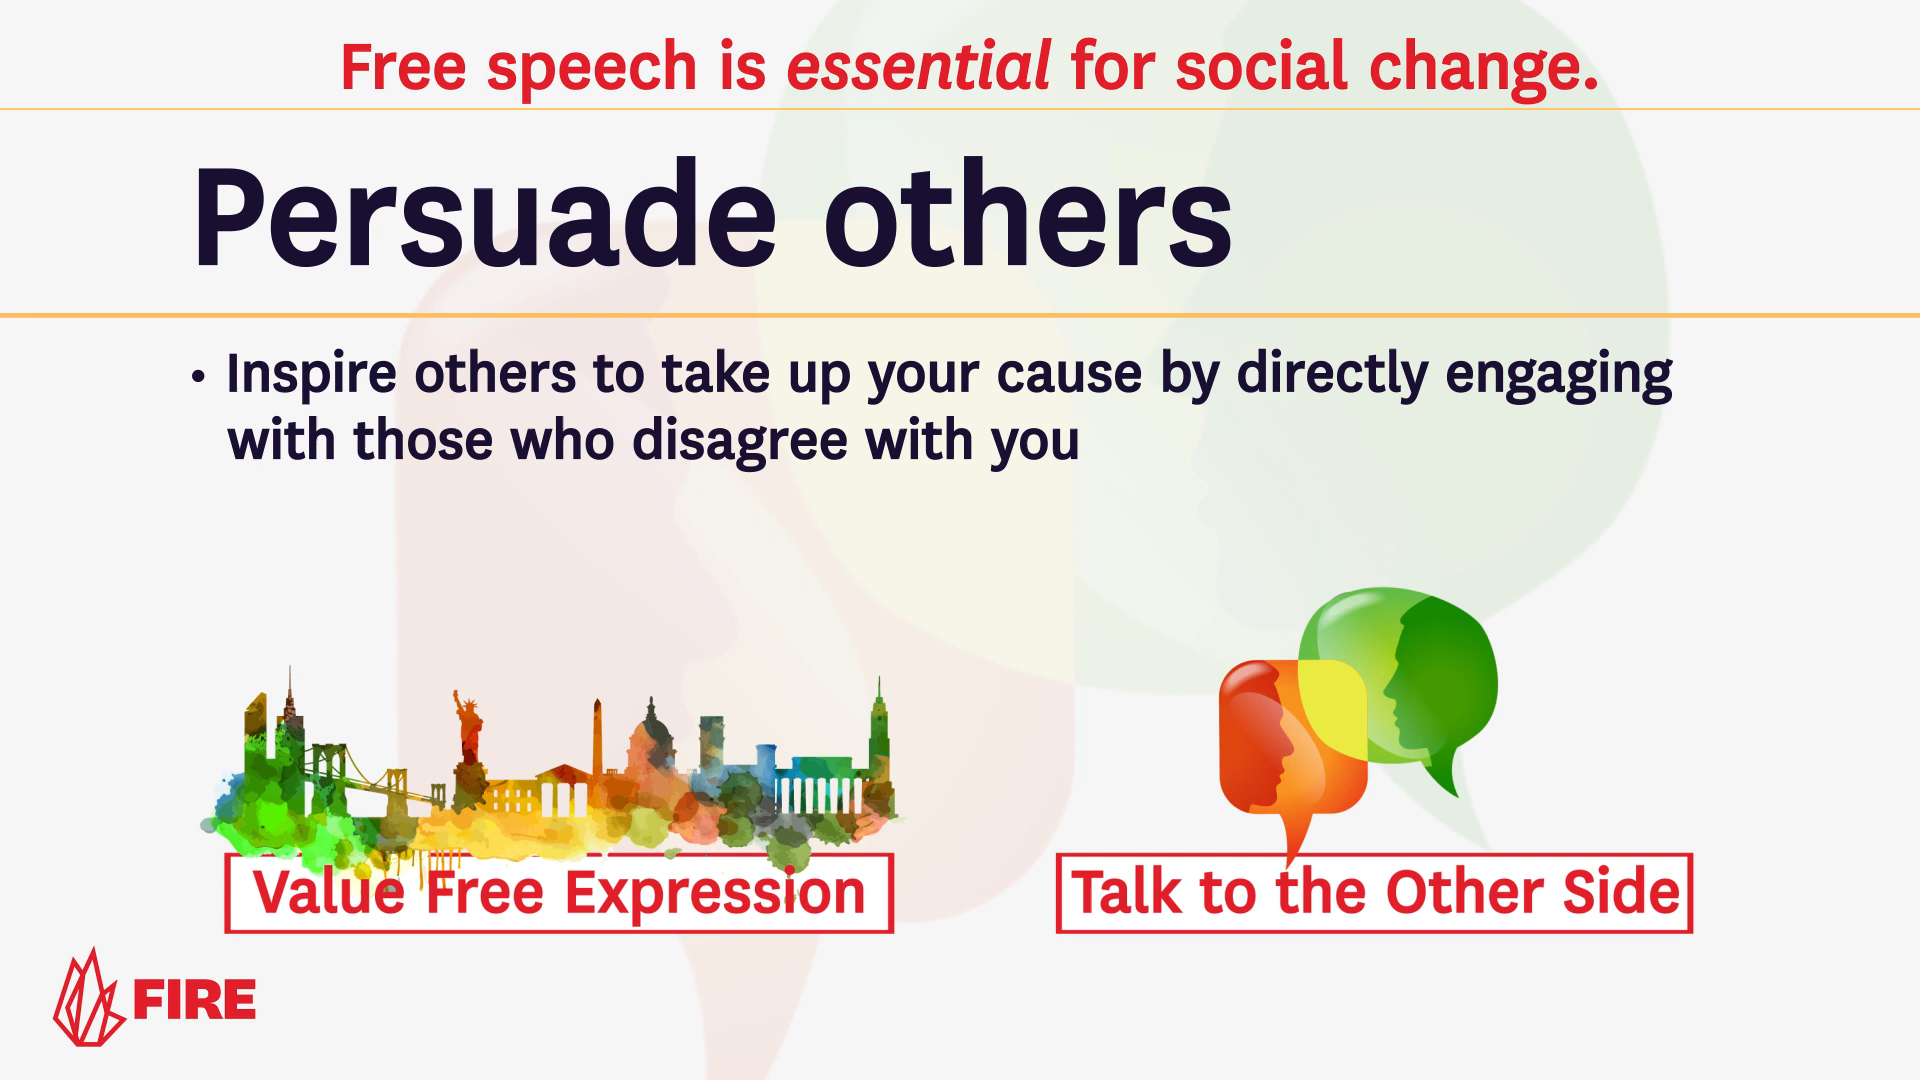 Free speech is essential for social change.
Persuade others
• Inspire others to take up your cause by directly engaging
with those who disagree with you
Value Free Expression
Talk to the Other Side
FIRE